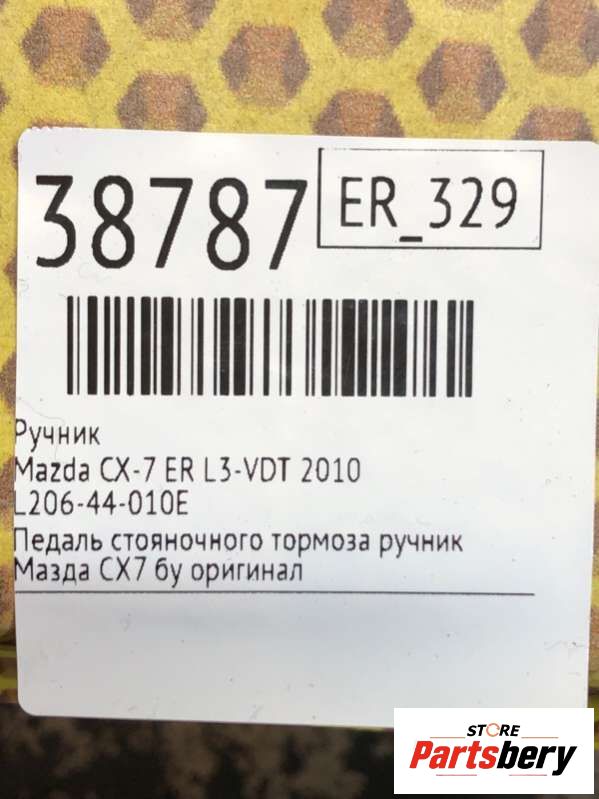 38787
ER_329
Ручник
Mazda CX-7 ER L3-VDT 2010
L206-44-010E
Педаль стояночного тормоза ручник
Мазда CX7 бу оригинал
STORE
Partsbery